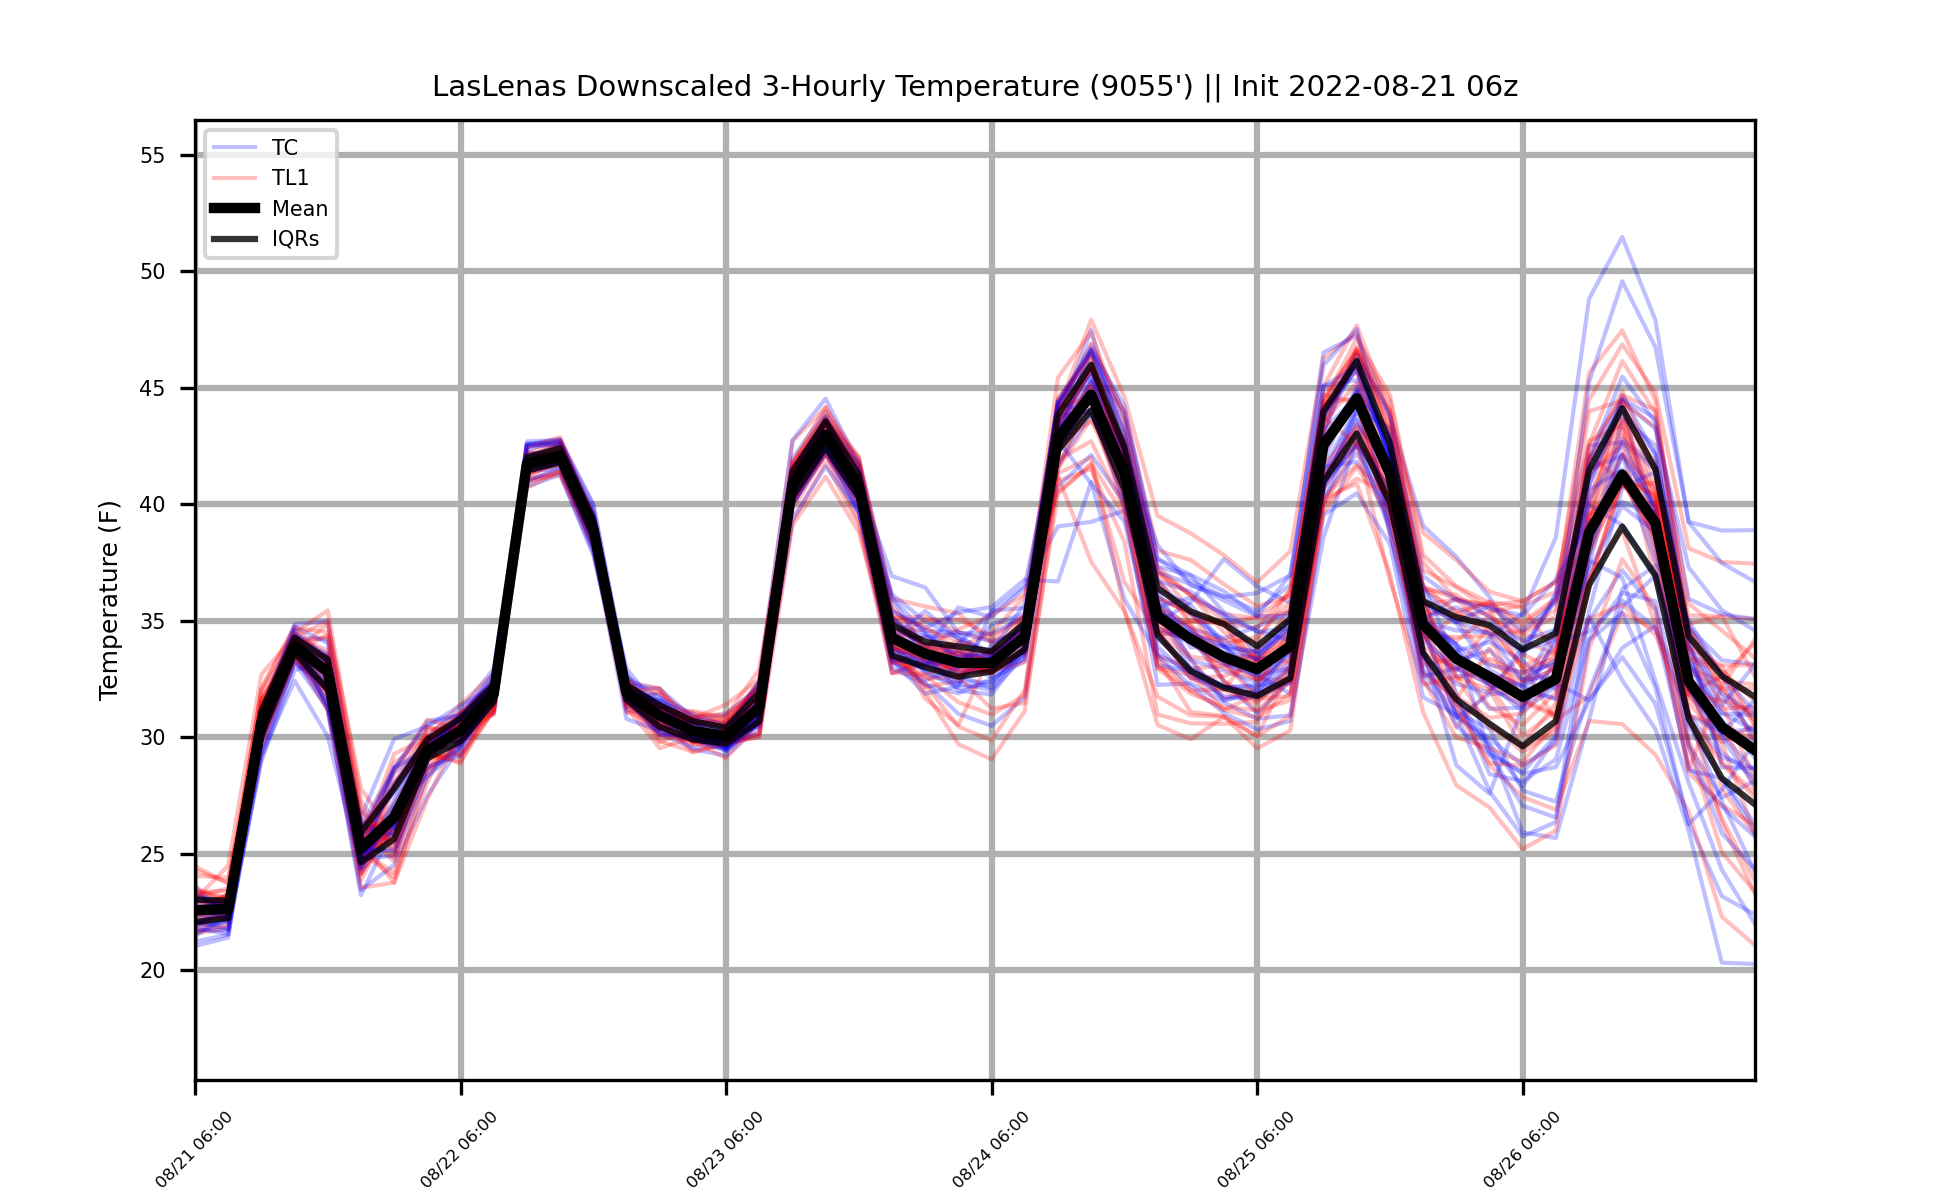 LasLenas Downscaled 3-Hourly Temperature (9055') || Init 2022-08-21 06z
TC
TL1
Mean
IQRs
Temperature (F)
55
50
45
40
35
30
25
20
08/21 06:00
08/22 06:00
08/23 06:00
08/24 06:00
08/25 06:00
08/26 06:00